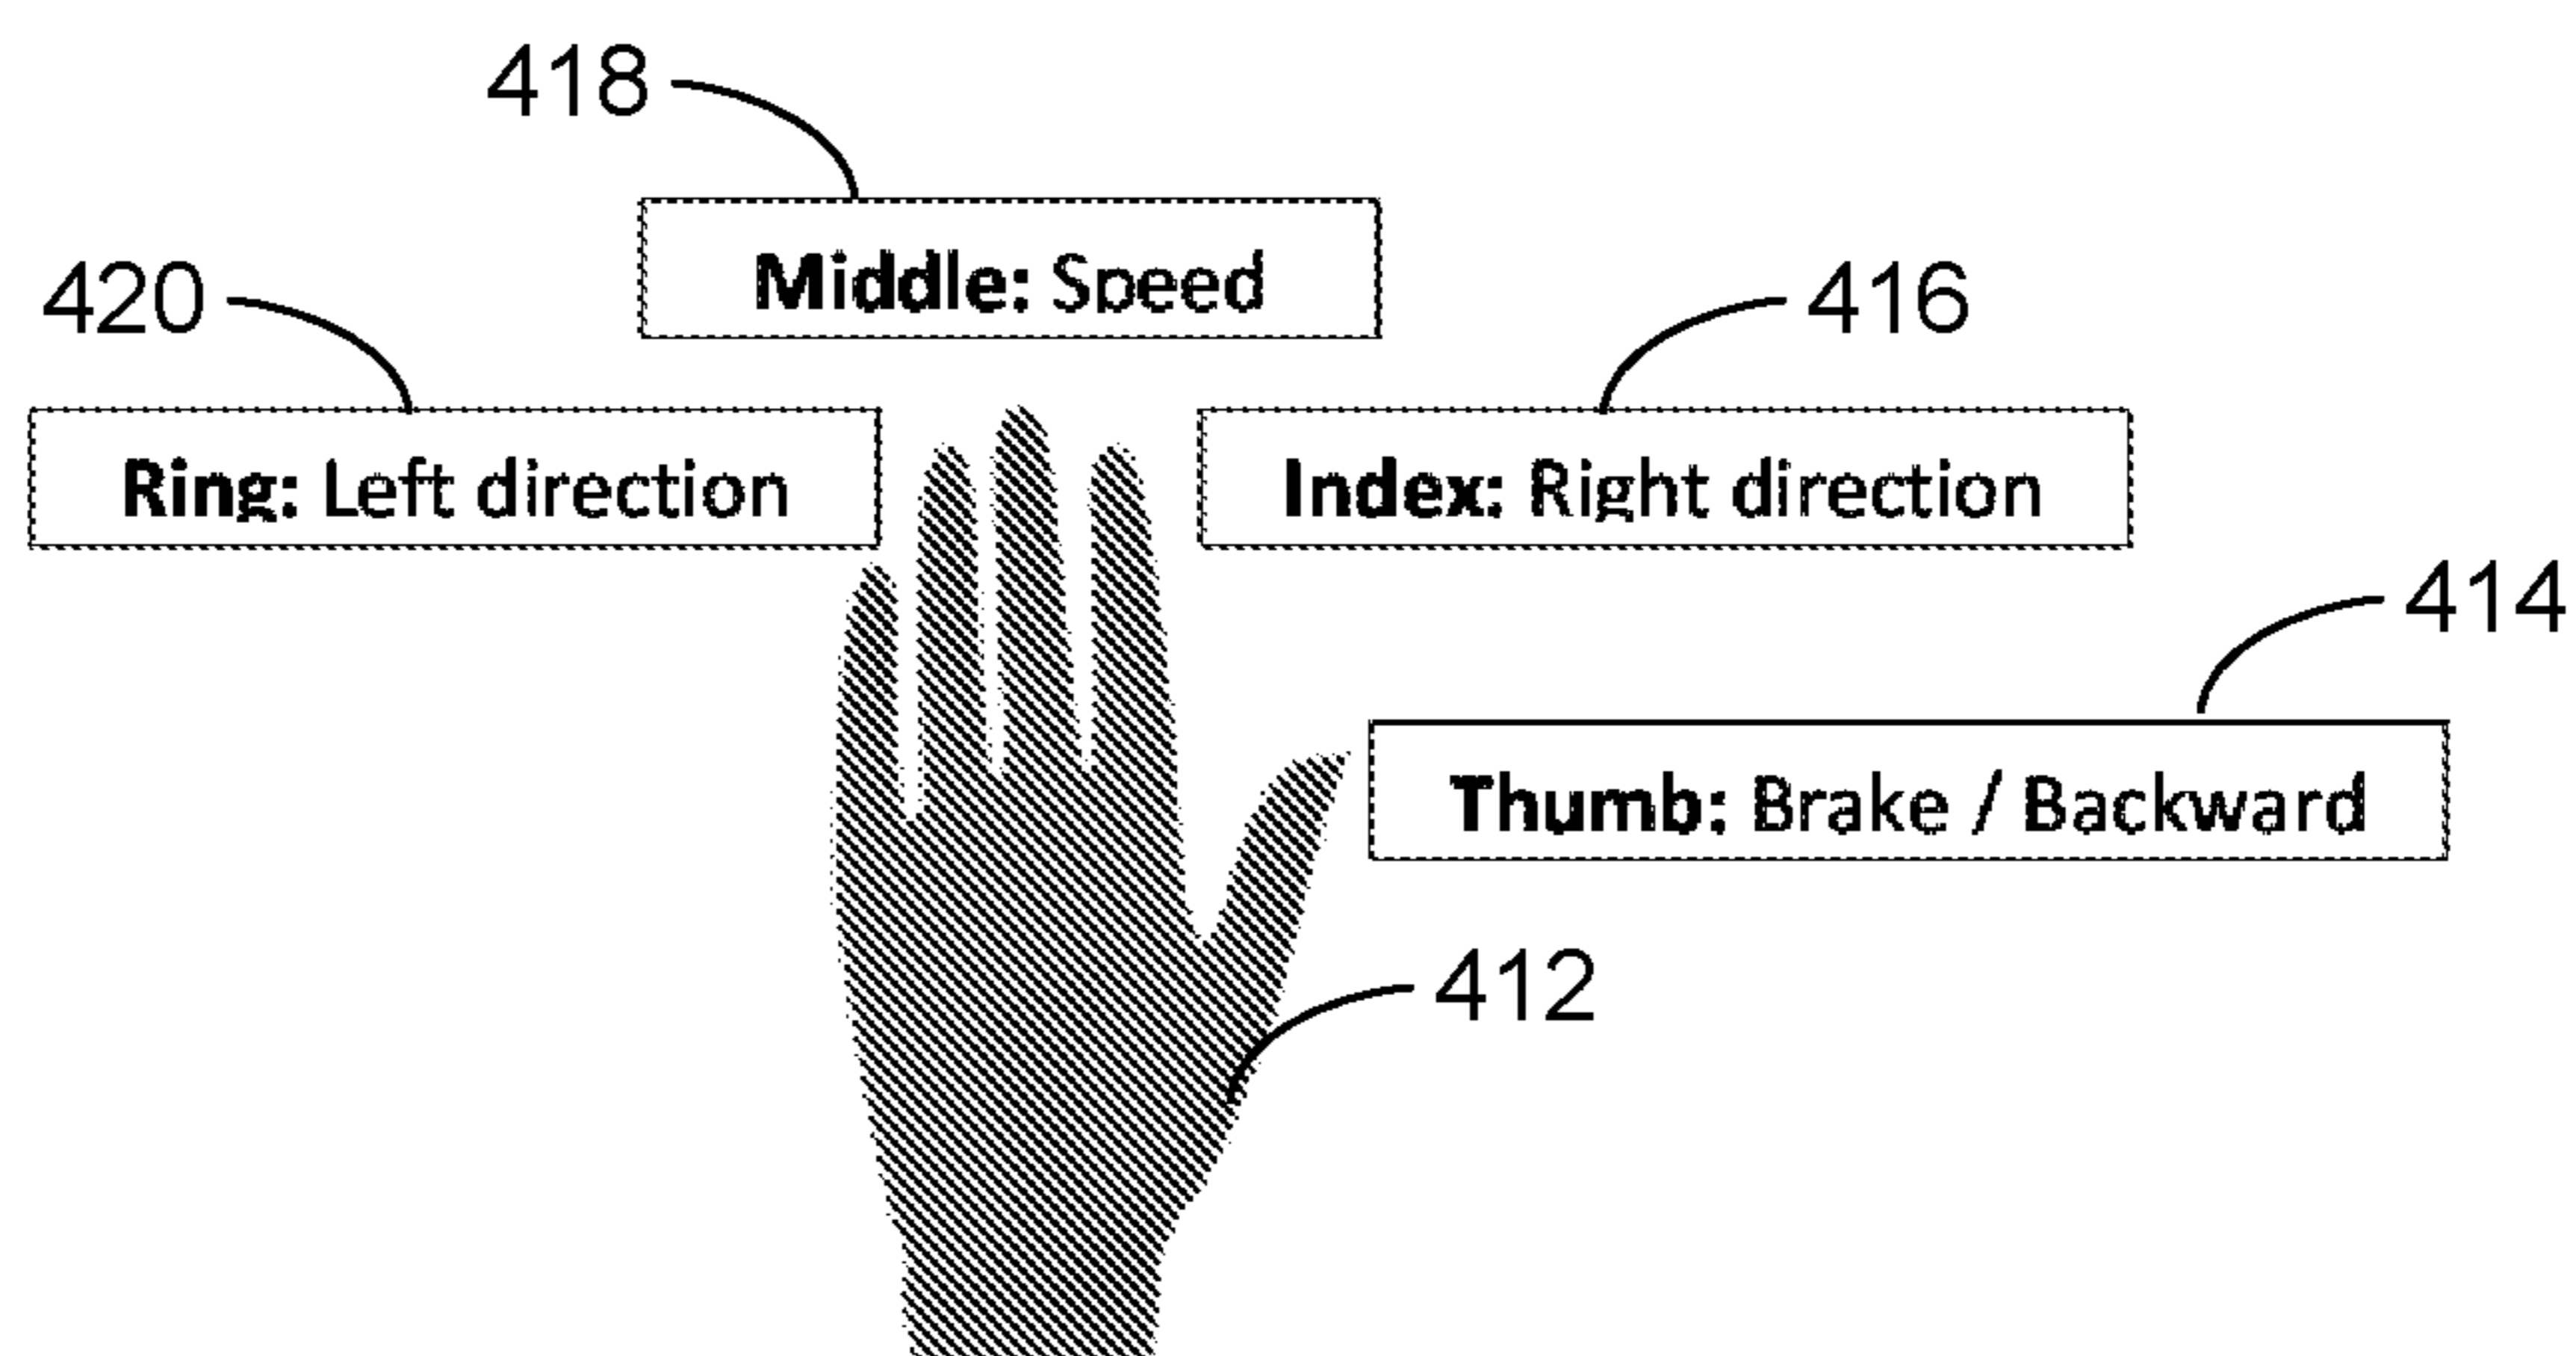 418
Middle: Speed
420
416
Ring: Left direction
Index: Right direction
414
Thumb: Brake / Backward
412